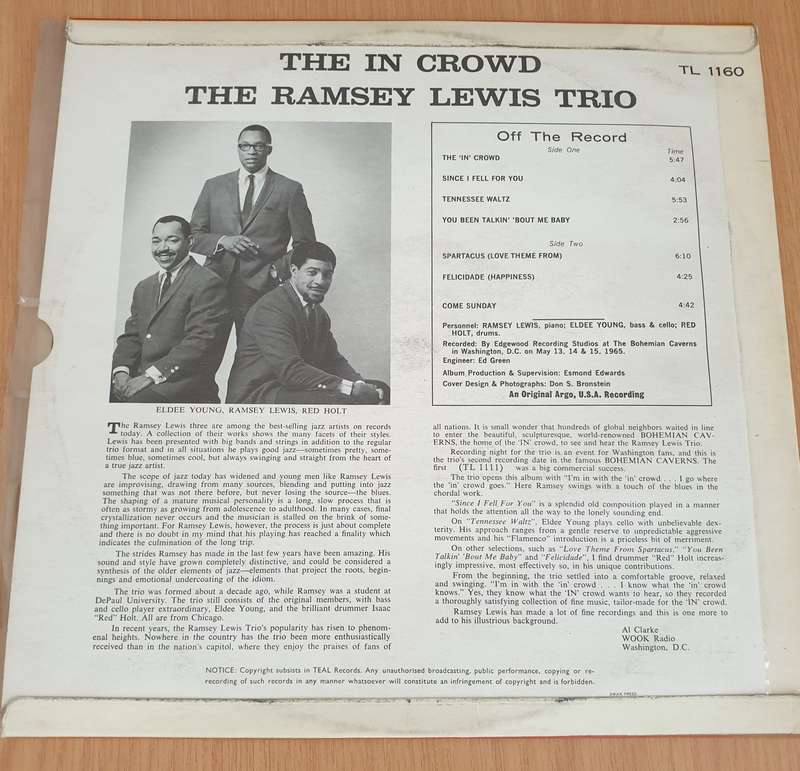 THE IN CROWD
TL 1160
THE RAMSEY LEWIS TRIO
Off The Record
Side One
Time
THE 'IN' CROWD 5:47
SINCE I FELL FOR YOU 4:04
TENNESSEE WALTZ 5:53
YOU BEEN TALKIN' 'BOUT ME BABY 2:56
Side Two
SPARTACUS (LOVE THEME FROM) 6:10
FELICIDADE (HAPPINESS) 4:25
COME SUNDAY 4:42
Personnel: RAMSEY LEWIS, piano; ELDEE YOUNG, bass & cello; RED
HOLT, drums.
Recorded: By Edgewood Recording Studios at The Bohemian Caverns
in Washington, D.C. on May 13, 14 & 15, 1965.
Engineer: Ed Green
Album Production & Supervision: Esmond Edwards
Cover Design & Photographs: Don S. Bronstein
An Original Argo, U.S.A. Recording
ELDEE YOUNG, RAMSEY LEWIS, RED HOLT
The Ramsey Lewis three are among the best-selling jazz artists on records
today. A collection of their works shows the many facets of their styles.
Lewis has been presented with big bands and strings in addition to the regular
trio format and in all situations he plays good jazz—sometimes pretty, some-
times blue, sometimes cool, but always swinging and straight from the heart of
a true jazz artist.
The scope of jazz today has widened and young men like Ramsey Lewis
are improvising, drawing from many sources, blending and putting into jazz
something that was not there before, but never losing the source—the blues.
The shaping of a mature musical personality is a long, slow process that is
often as stormy as growing from adolescence to adulthood. In many cases, final
crystallization never occurs and the musician is stalled on the brink of some-
thing important. For Ramsey Lewis, however, the process is just about complete
and there is no doubt in my mind that his playing has reached a finality which
indicates the culmination of the long trip.
The strides Ramsey has made in the last few years have been amazing. His
sound and style have grown completely distinctive, and could be considered a
synthesis of the older elements of jazz—elements that project the roots, begin-
nings and emotional undercoating of the idiom.
The trio was formed about a decade ago, while Ramsey was a student at
DePaul University. The trio still consists of the original members, with bass
and cello player extraordinary, Eldee Young, and the brilliant drummer Isaac
"Red" Holt. All are from Chicago.
In recent years, the Ramsey Lewis Trio's popularity has risen to phenom-
enal heights. Nowhere in the country has the trio been more enthusiastically
received than in the nation's capitol, where they enjoy the praises of fans of
all nations. It is small wonder that hundreds of global neighbors waited in line
to enter the beautiful, sculpturesque, world-renowned BOHEMIAN CAV-
ERNS, the home of the 'IN' crowd, to see and hear the Ramsey Lewis Trio.
Recording night for the trio is an event for Washington fans, and this is
the trio's second recording date in the famous BOHEMIAN CAVERNS. The
first (TL 1111) was a big commercial success.
The trio opens this album with "I'm in with the 'in' crowd . . . I go where
the 'in' crowd goes." Here Ramsey swings with a touch of the blues in the
chordal work.
"Since I Fell For You" is a splendid old composition played in a manner
that holds the attention all the way to the lonely sounding end.
On "Tennessee Waltz", Eldee Young plays cello with unbelievable dex-
terity. His approach ranges from a gentle reserve to unpredictable aggressive
movements and his "Flamenco" introduction is a priceless bit of merriment.
On other selections, such as "Love Theme From Spartacus," "You Been
Talkin' 'Bout Me Baby" and "Felicidade", I find drummer "Red" Holt increas-
ingly impressive, most effectively so, in his unique contributions.
From the beginning, the trio settled into a comfortable groove, relaxed
and swinging. "I'm in with the 'in' crowd . . . I know what the 'in' crowd
knows." Yes, they know what the 'IN' crowd wants to hear, so they recorded
a thoroughly satisfying collection of fine music, tailor-made for the 'IN' crowd.
Ramsey Lewis has made a lot of fine recordings and this is one more to
add to his illustrious background.
Al Clarke
WOOK Radio
Washington, D.C.
NOTICE: Copyright subsists in TEAL Records. Any unauthorised broadcasting, public performance, copying or re-
recording of such records in any manner whatsoever will constitute an infringement of copyright and is forbidden.